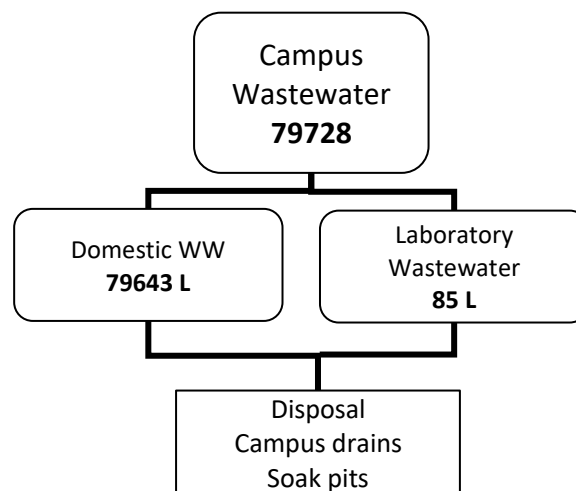 Campus
Wastewater
79728
Domestic WW
79643 L
Laboratory
Wastewater
85 L
Disposal
Campus drains
Soak pits